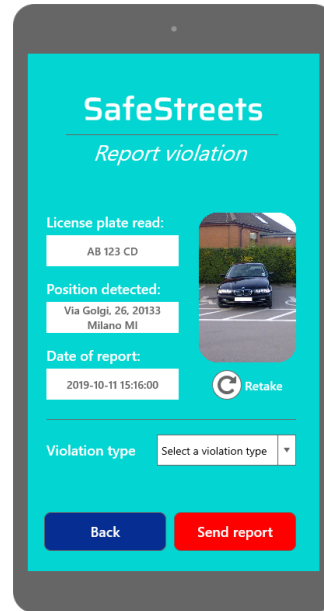 SafeStreets
Report violation
License plate read:
AB 123 CD
Position detected:
Via Golgi, 26, 20133
Milano MI
Date of report:
2019-10-11 15:16:00
Retake
Violation type
Select a violation type
Back
Send report